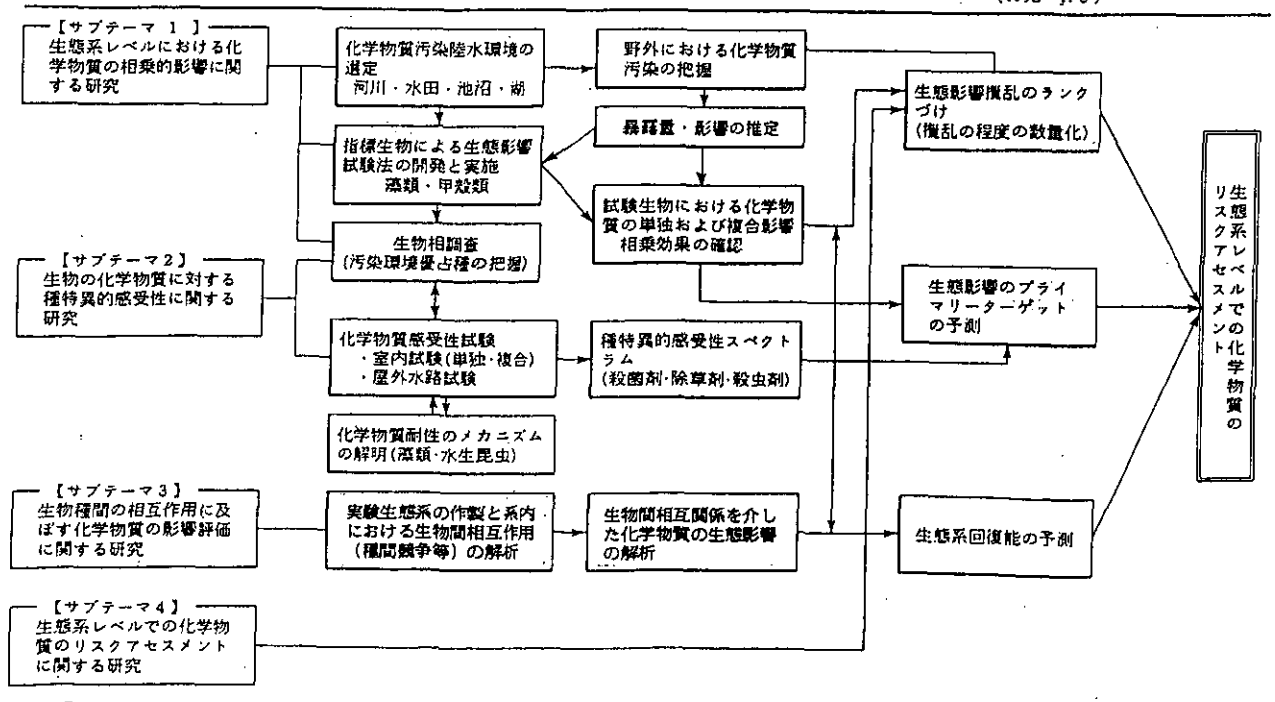 【サブテーマ 1 】
生態系レベルにおける化
学物質の相乗的影響に関
する研究
化学物質汚染陸水環境の
選定
河川・水田・池沼・湖
野外における化学物質
汚染の把握
生態影響攪乱のランク
づけ
(攪乱の程度の数量化)
暴露量・影響の推定
指標生物による生態影響
試験法の開発と実施
藻類・甲殻類
試験生物における化学物
質の単独および複合影響
相乗効果の確認
生物相調査
(汚染環境優占種の把握)
【サブテーマ2】
生物の化学物質に対する
種特異的感受性に関する
研究
生態影響のプライ
マリーターゲット
の予測
化学物質感受性試験
・室内試験(単独・複合)
・屋外水路試験
種特異的感受性スペクト
ラム
(殺菌剤・除草剤・殺虫剤)
化学物質耐性のメカニズム
の解明(藻類・水生昆虫)
【サブテーマ3】
生物種間の相互作用に及
ぼす化学物質の影響評価
に関する研究
実験生態系の作製と系内
における生物間相互作用
(種間競争等)の解析
生物間相互関係を介し
た化学物質の生態影響
の解析
生態系回復能の予測
【サブテーマ4】
生態系レベルでの化学物
質のリスクアセスメント
に関する研究
生態系レベルでの化学物質の
リスクアセスメント